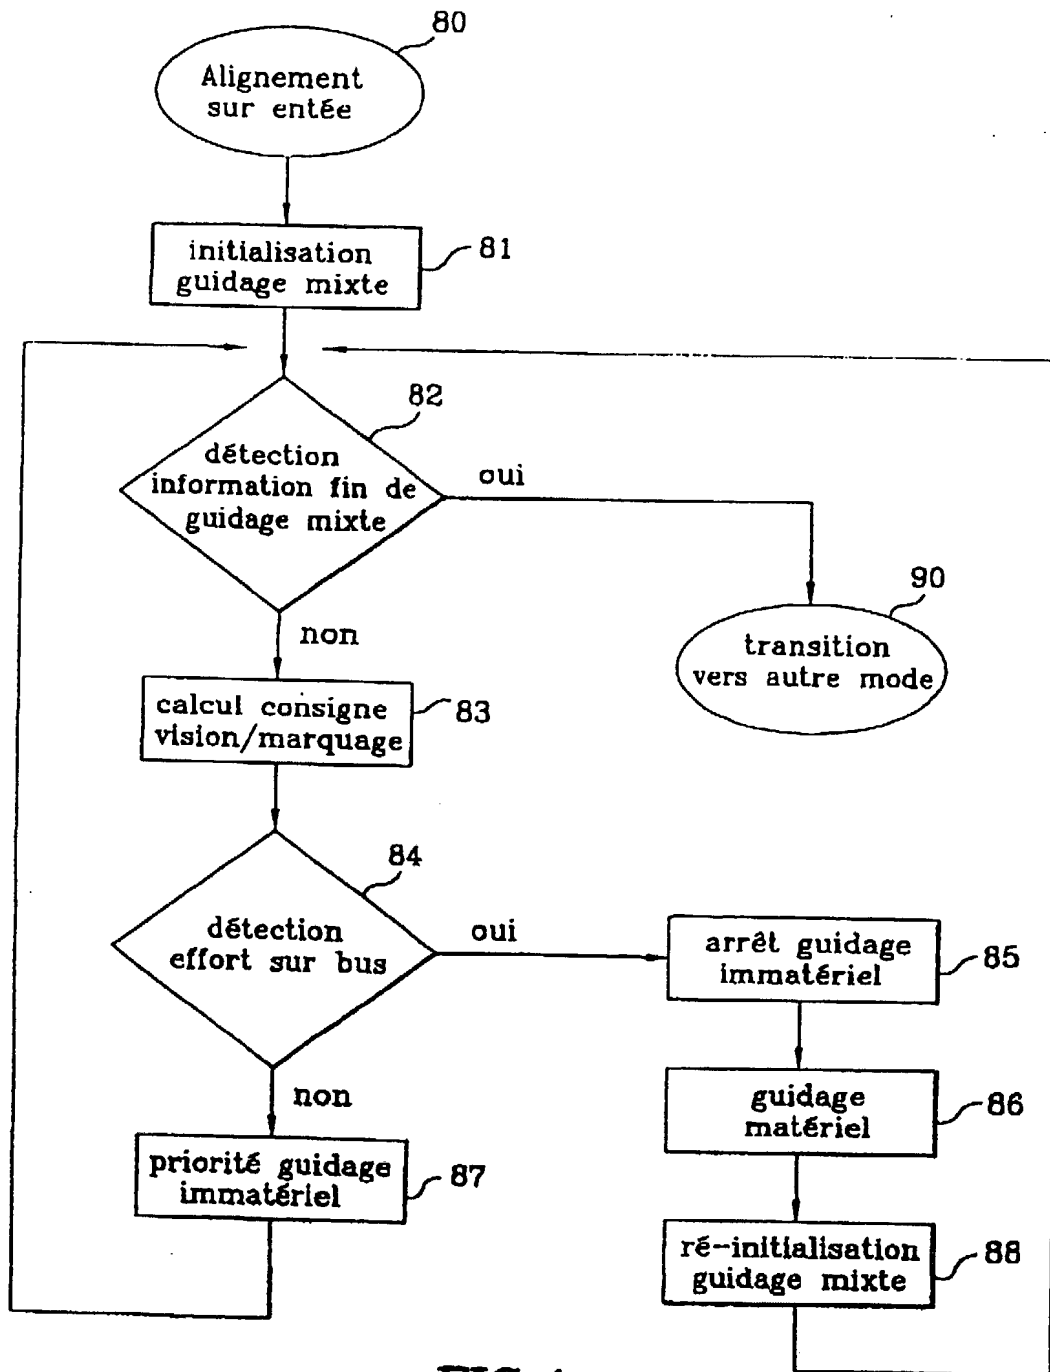 80
Alignement
sur entée
initialisation
guidage mixte
81
82
détection
information fin de
guidage mixte
oui
90
transition
vers autre mode
non
calcul consigne
vision/marquage
83
84
détection
effort sur bus
oui
arrêt guidage
immatériel
85
non
guidage
matériel
86
priorité guidage
immatériel
87
ré-initialisation
guidage mixte
88